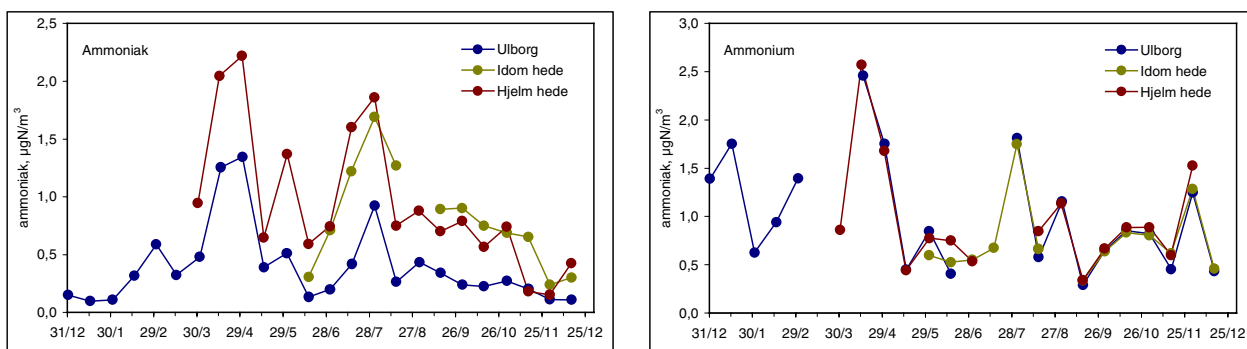 2,5
Ammoniak
Ulborg
Idom hede
Hjelm hede
2,0
1,5
1,0
0,5
0,0
ammoniak, µgN/m³
31/12 30/1 29/2 30/3 29/4 29/5 28/6 28/7 27/8 26/9 26/10 25/11 25/12
3,0
Ammonium
Ulborg
Idom hede
Hjelm hede
2,5
2,0
1,5
1,0
0,5
0,0
ammoniak, µgN/m³
31/12 30/1 29/2 30/3 29/4 29/5 28/6 28/7 27/8 26/9 26/10 25/11 25/12